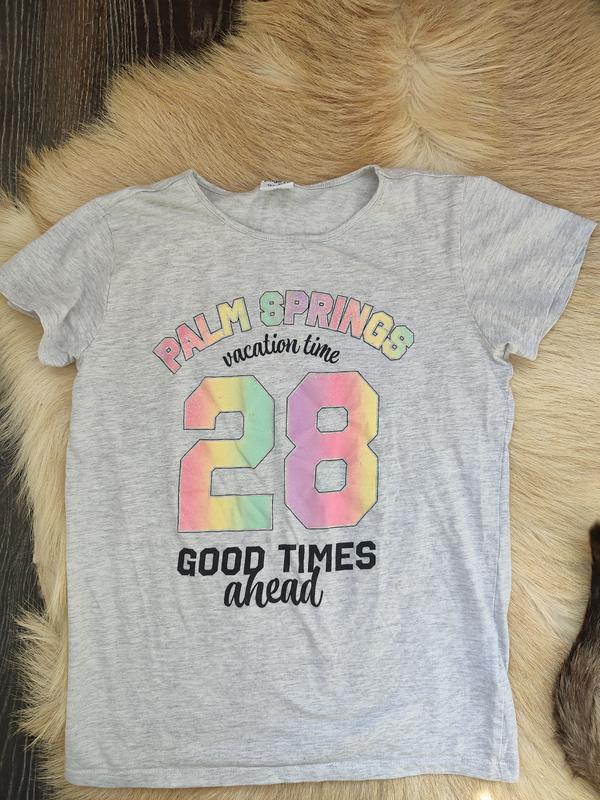 PALM SPRINGS
vacation time
28
GOOD TIMES
ahead